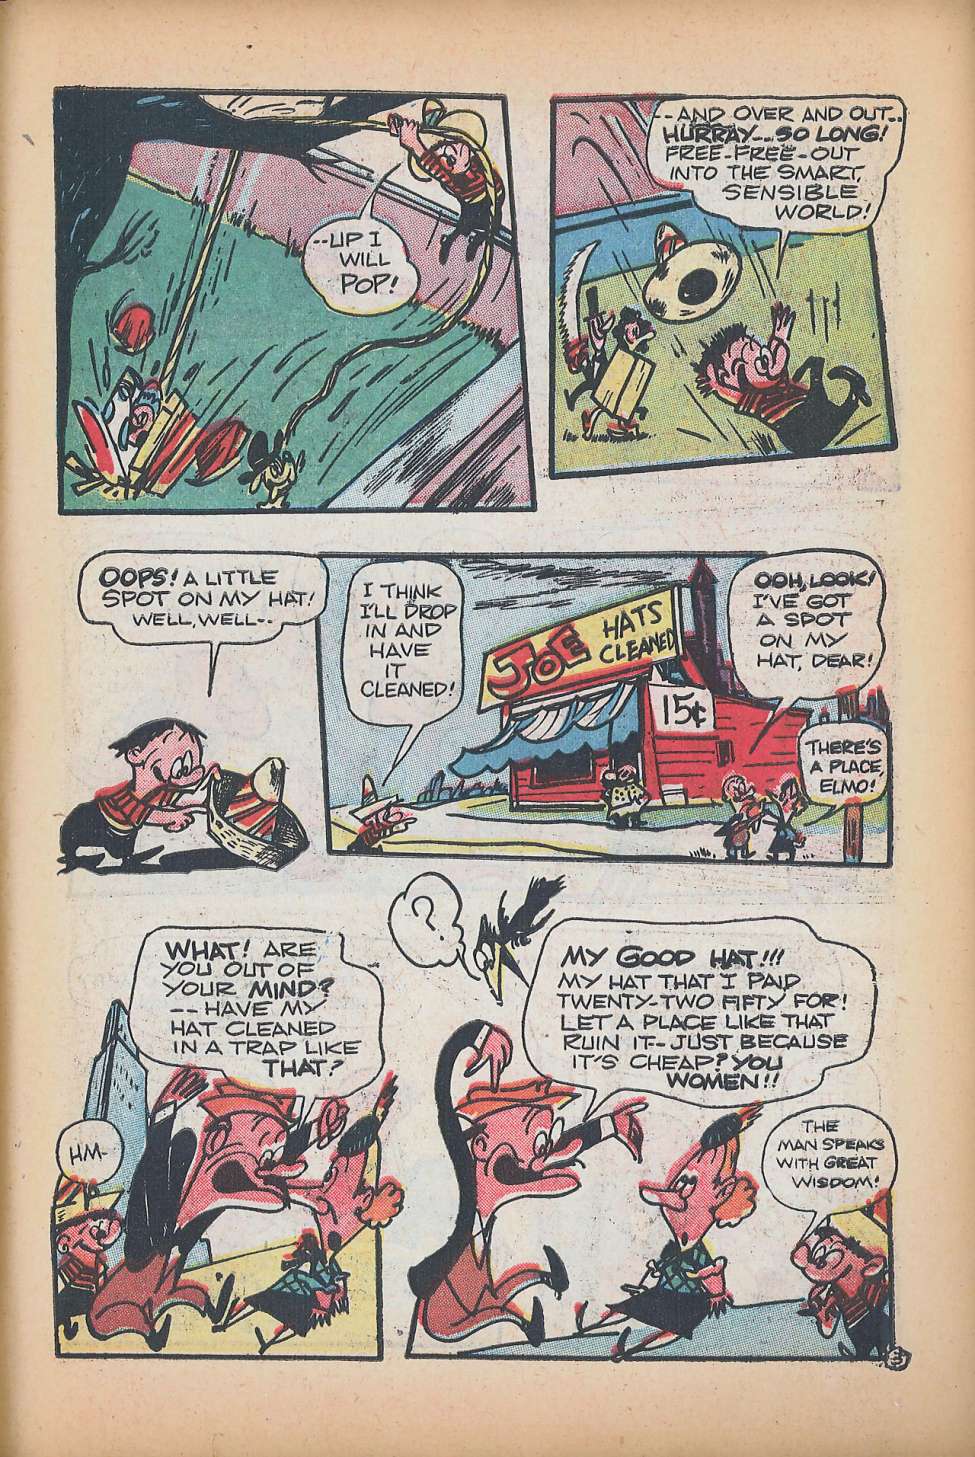 --UP I
WILL
POP!
--AND OVER AND OUT..
HURRAY...SO LONG!
FREE-FREE-OUT
INTO THE SMART,
SENSIBLE
WORLD!
OOPS! A LITTLE
SPOT ON MY HAT!
WELL, WELL--
I THINK
I'LL DROP
IN AND
HAVE
IT
CLEANED!
JOE HATS
CLEANED
15¢
OOH, LOOK!
I'VE GOT
A SPOT
ON MY
HAT, DEAR!
THERE'S
A PLACE,
ELMO!
HM-
WHAT! ARE
YOU OUT OF
YOUR MIND?
-- HAVE MY
HAT CLEANED
IN A TRAP LIKE
THAT?
?
MY GOOD HAT!!!
MY HAT THAT I PAID
TWENTY-TWO FIFTY FOR!
LET A PLACE LIKE THAT
RUIN IT-JUST BECAUSE
IT'S CHEAP? YOU
WOMEN!!
THE
MAN SPEAKS
WITH GREAT
WISDOM!